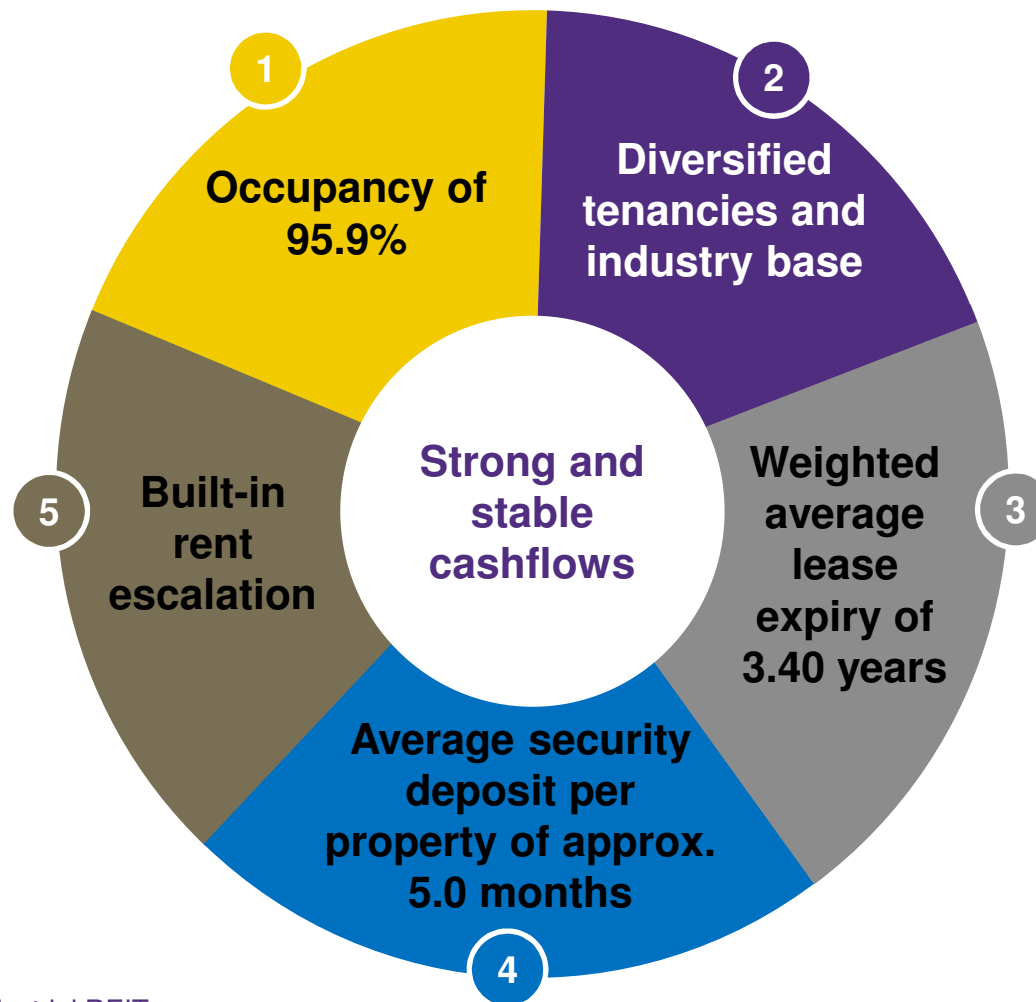 1
Occupancy of
95.9%
2
Diversified
tenancies and
industry base
3
Weighted
average
lease
expiry of
3.40 years
4
Average security
deposit per
property of approx.
5.0 months
5
Built-in
rent
escalation
Strong and
stable
cashflows
REIT